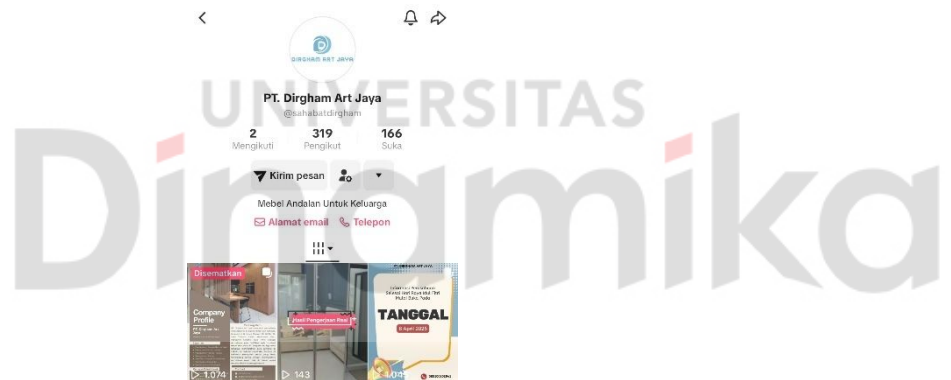 DIRGHAM ART JAYA
UNIVERSITAS
Dinamika
PT. Dirgham Art Jaya
@sahabatdirgham
2 319 166
Mengikuti Pengikut Suka
Kirim pesan
Mebel Andalan Untuk Keluarga
Alamat email Telepon
Disematkan
Company
Profile
Hasil Pengerjaan Real
TANGGAL
8 April 2025
1.074 143 1.045